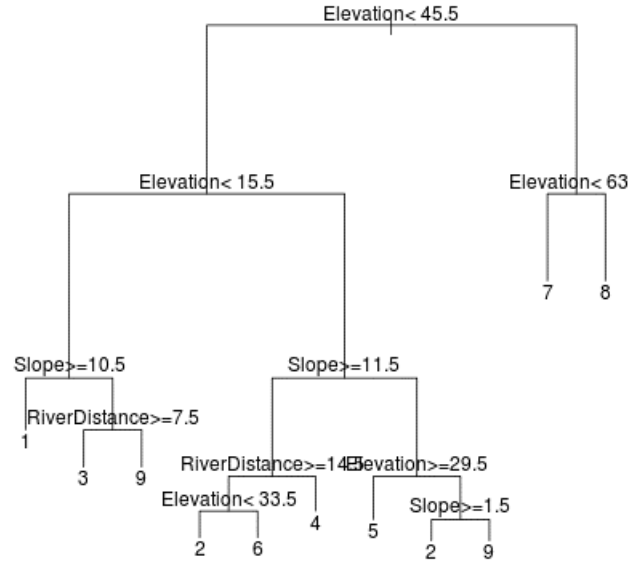 Elevation< 45.5
Elevation< 15.5
Elevation< 63
7
8
Slope>=10.5
Slope>=11.5
1
RiverDistance>=7.5
3
9
RiverDistance>=14.5
Elevation>=29.5
Elevation< 33.5
4
5
Slope>=1.5
2
6
2
9